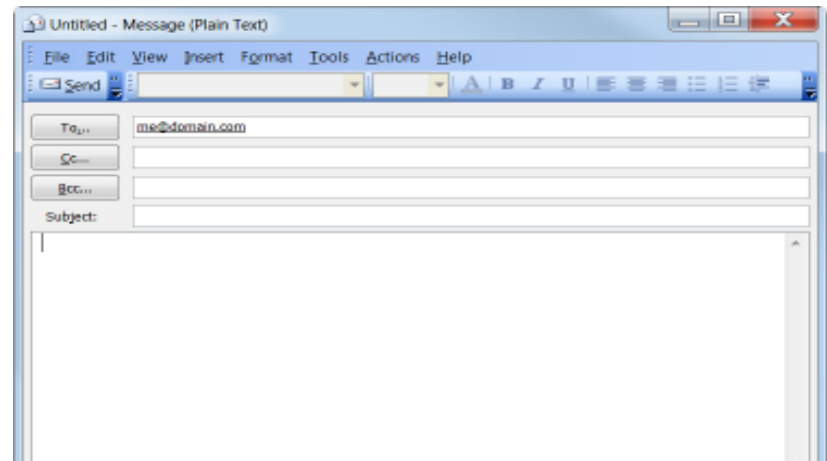 Untitled - Message (Plain Text)
File Edit View Insert Format Tools Actions Help
Send A B I U
To...
me@domain.com
Cc...
Bcc...
Subject: